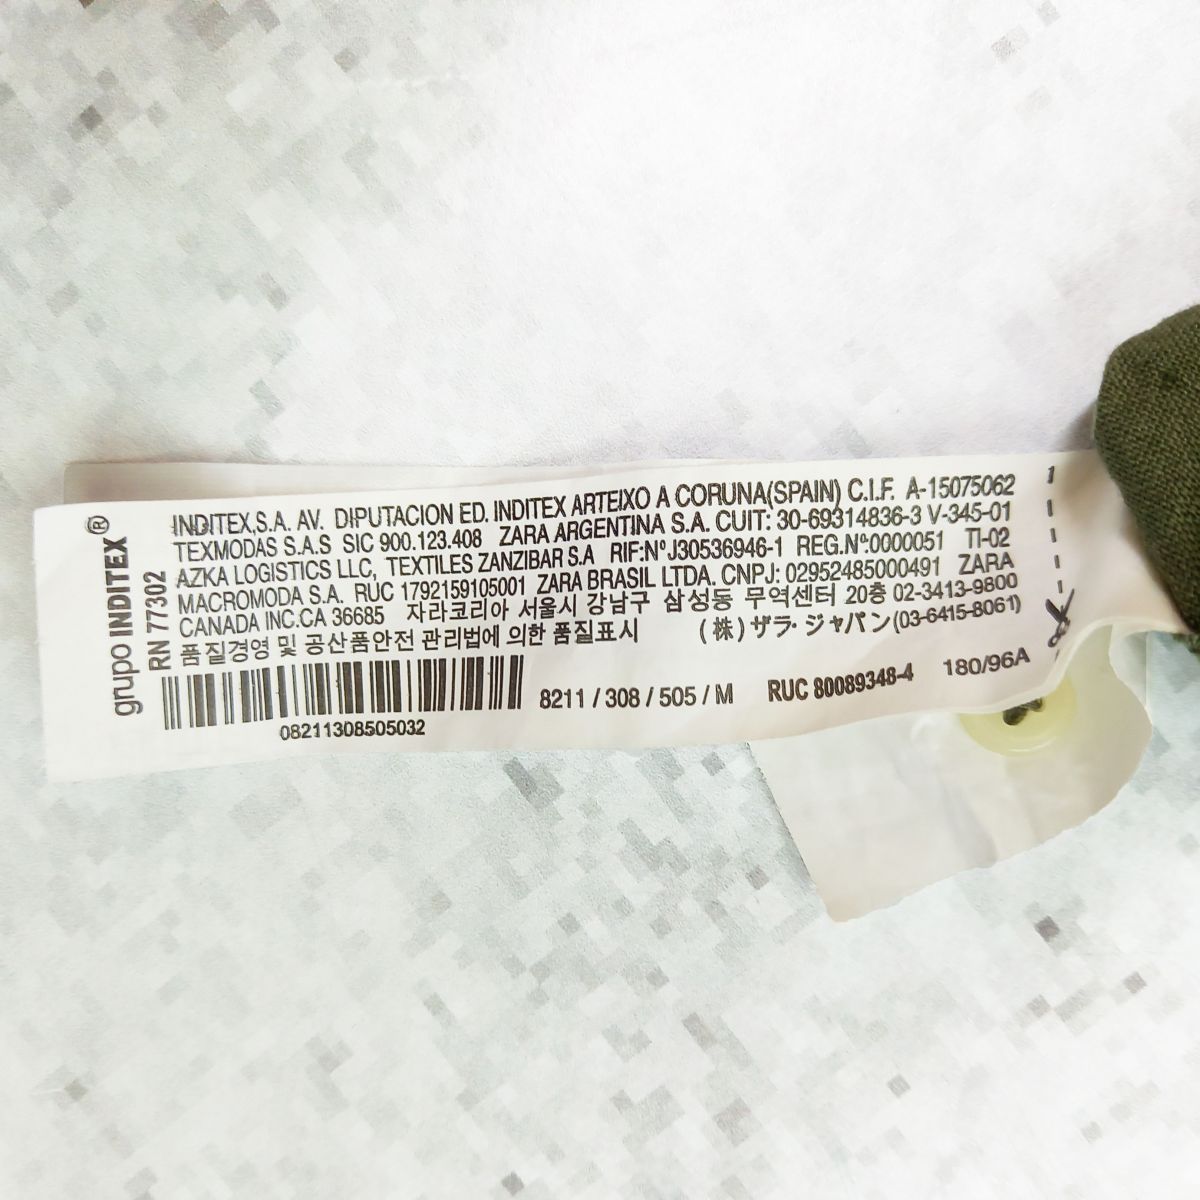 grupo INDITEX®
RN 77302
INDITEX,S.A. AV. DIPUTACION ED. INDITEX ARTEIXO A CORUNA(SPAIN) C.I.F. A-15075062
TEXMODAS S.A.S SIC 900.123.408 ZARA ARGENTINA S.A. CUIT: 30-69314836-3 V-345-01
AZKA LOGISTICS LLC, TEXTILES ZANZIBAR S.A RIF:NºJ30536946-1 REG.Nº:0000051 TI-02
MACROMODA S.A. RUC 1792159105001 ZARA BRASIL LTDA. CNPJ: 02952485000491 ZARA
CANADA INC.CA 36685 자라코리아 서울시 강남구 삼성동 무역센터 20층 02-3413-9800
품질경영 및 공산품안전 관리법에 의한 품질표시 (株)ザラ・ジャパン(03-6415-8061)
8211 / 308 / 505 / M RUC 80089348-4 180/96A
08211308505032